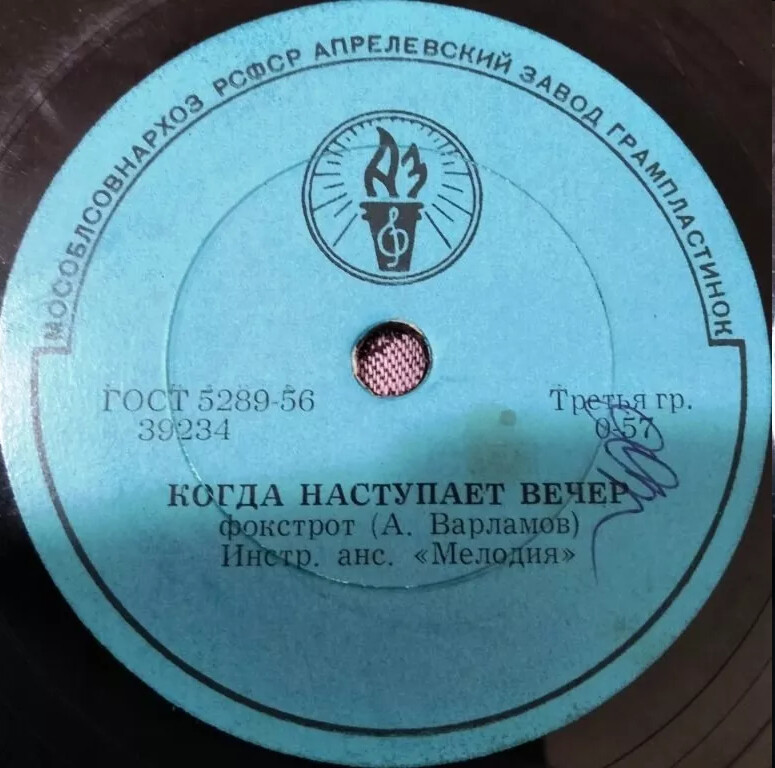 МОСОБЛСОВНАРХОЗ РСФСР АПРЕЛЕВСКИЙ ЗАВОД ГРАМПЛАСТИНОК
АЗ
ГОСТ 5289-56
39234
Третья гр.
0-57
КОГДА НАСТУПАЕТ ВЕЧЕР
фокстрот (А. Варламов)
Инстр. анс. «Мелодия»